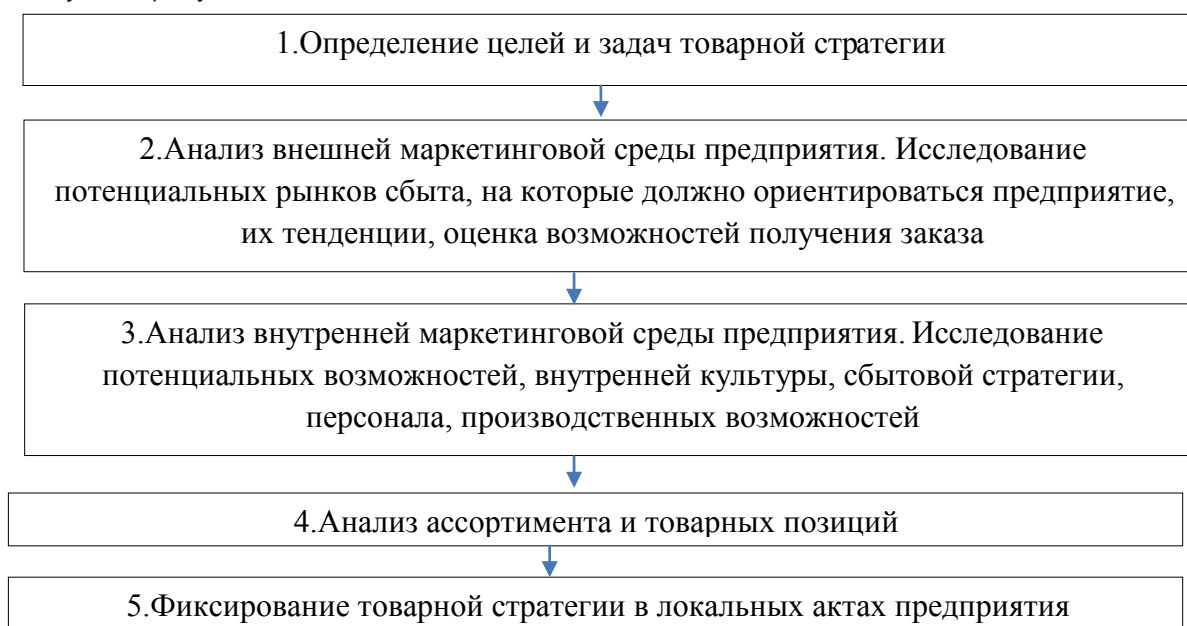 1.Определение целей и задач товарной стратегии
2.Анализ внешней маркетинговой среды предприятия. Исследование
потенциальных рынков сбыта, на которые должно ориентироваться предприятие,
их тенденции, оценка возможностей получения заказа
3.Анализ внутренней маркетинговой среды предприятия. Исследование
потенциальных возможностей, внутренней культуры, сбытовой стратегии,
персонала, производственных возможностей
4.Анализ ассортимента и товарных позиций
5.Фиксирование товарной стратегии в локальных актах предприятия